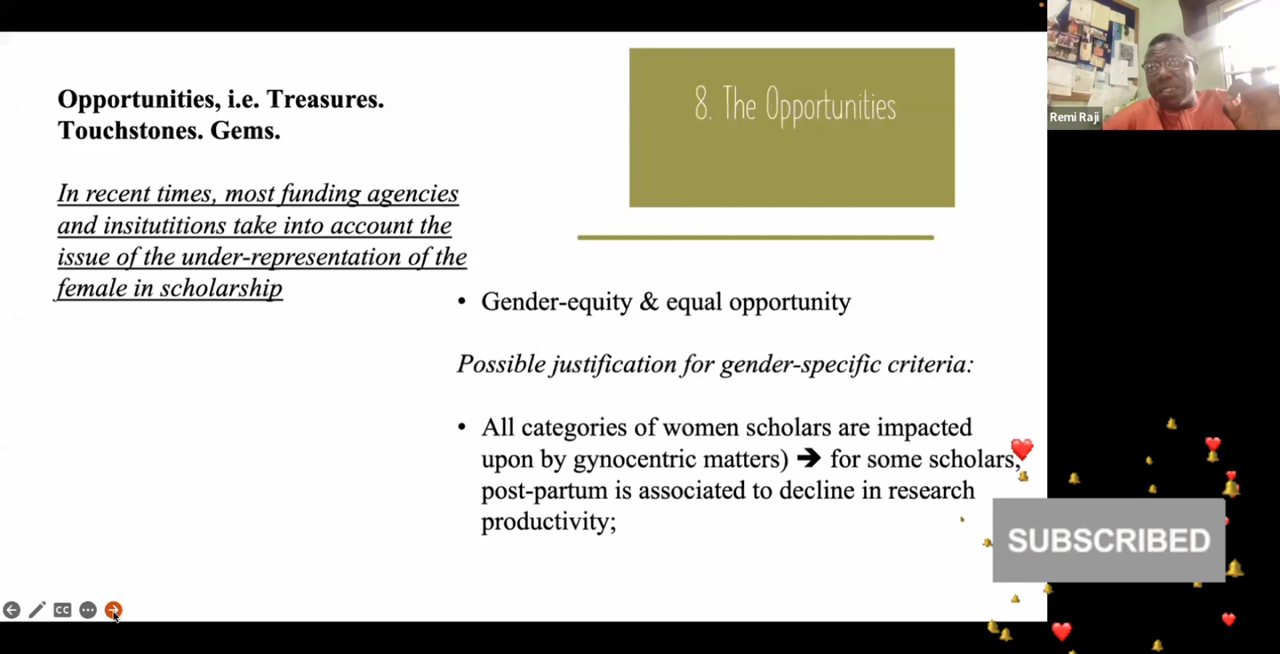 Opportunities, i.e. Treasures.
Touchstones. Gems.
In recent times, most funding agencies
and insitutitions take into account the
issue of the under-representation of the
female in scholarship
8. The Opportunities
• Gender-equity & equal opportunity
Possible justification for gender-specific criteria:
• All categories of women scholars are impacted
upon by gynocentric matters) ➔ for some scholars,
post-partum is associated to decline in research
productivity;
Remi Raji
SUBSCRIBED
CC